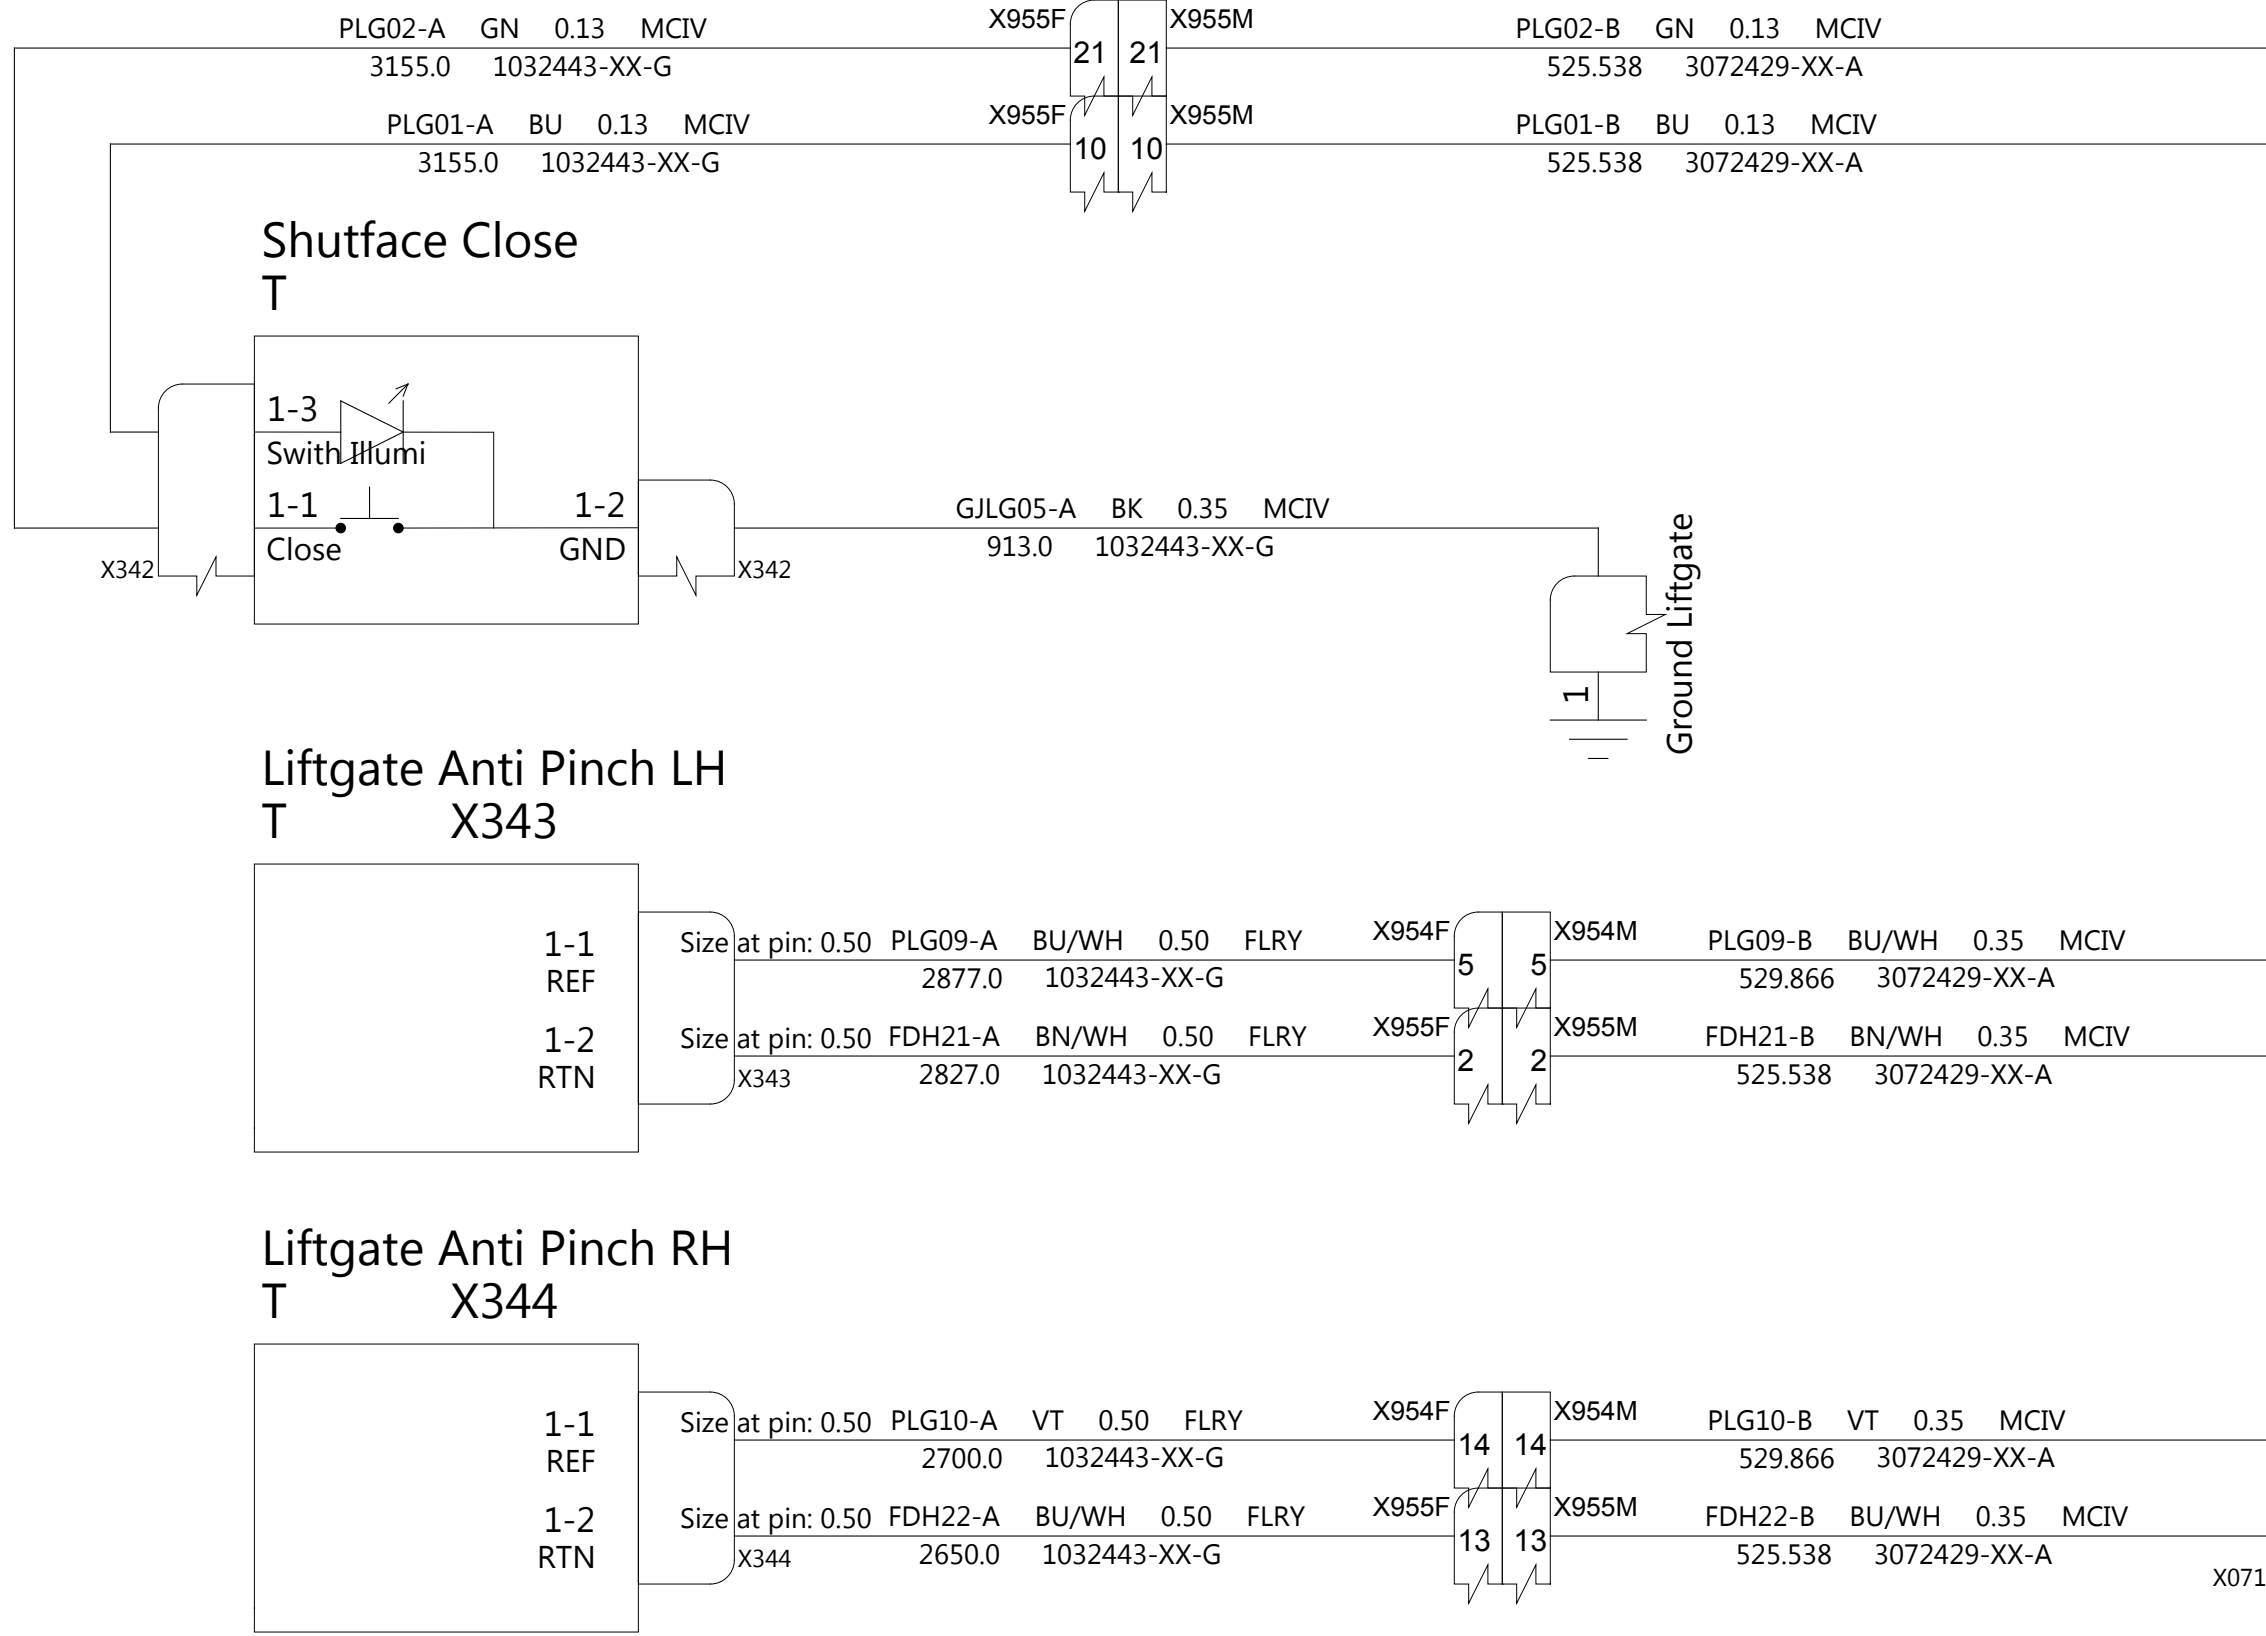 PLG02-A GN 0.13 MCIV X955F X955M PLG02-B GN 0.13 MCIV
21 21
3155.0 1032443-XX-G 525.538 3072429-XX-A
PLG01-A BU 0.13 MCIV X955F X955M PLG01-B BU 0.13 MCIV
10 10
3155.0 1032443-XX-G 525.538 3072429-XX-A
Shutface Close
T
1-3
Swith Illumi
1-1 1-2
Close GND
X342 X342
GJLG05-A BK 0.35 MCIV
913.0 1032443-XX-G
Ground Liftgate
1
Liftgate Anti Pinch LH
T X343
1-1
REF
Size at pin: 0.50 PLG09-A BU/WH 0.50 FLRY X954F X954M PLG09-B BU/WH 0.35 MCIV
5 5
2877.0 1032443-XX-G 529.866 3072429-XX-A
1-2
RTN
Size at pin: 0.50 FDH21-A BN/WH 0.50 FLRY X955F X955M FDH21-B BN/WH 0.35 MCIV
2 2
X343 2827.0 1032443-XX-G 525.538 3072429-XX-A
Liftgate Anti Pinch RH
T X344
1-1
REF
Size at pin: 0.50 PLG10-A VT 0.50 FLRY X954F X954M PLG10-B VT 0.35 MCIV
14 14
2700.0 1032443-XX-G 529.866 3072429-XX-A
1-2
RTN
Size at pin: 0.50 FDH22-A BU/WH 0.50 FLRY X955F X955M FDH22-B BU/WH 0.35 MCIV
13 13
X344 2650.0 1032443-XX-G 525.538 3072429-XX-A
X071